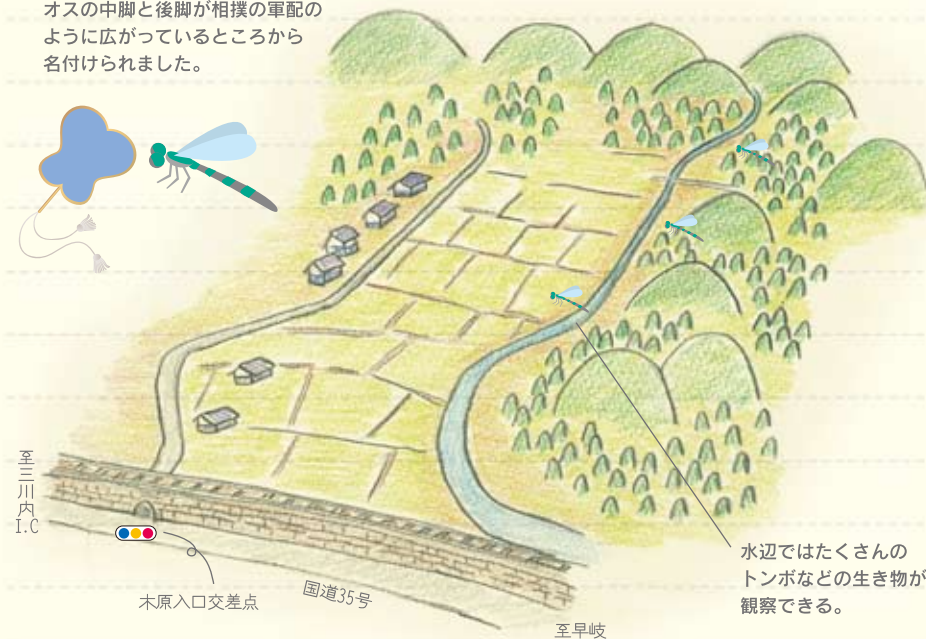 オスの中脚と後脚が相撲の軍配の
ように広がっているところから
名付けられました。
至三川内I.C
木原入口交差点
国道35号
至早岐
水辺ではたくさんの
トンボなどの生き物が
観察できる。